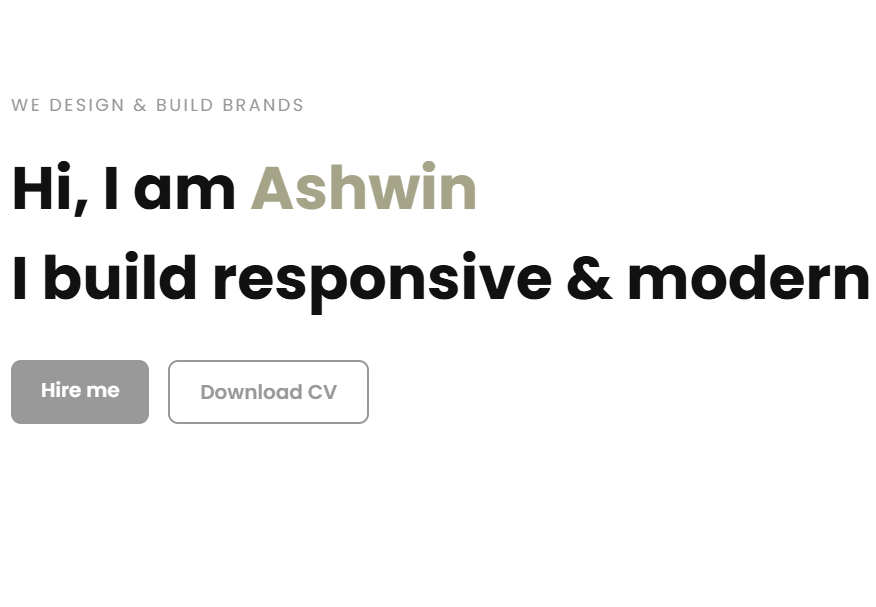 WE DESIGN & BUILD BRANDS
Hi, I am Ashwin
I build responsive & modern
Hire me
Download CV